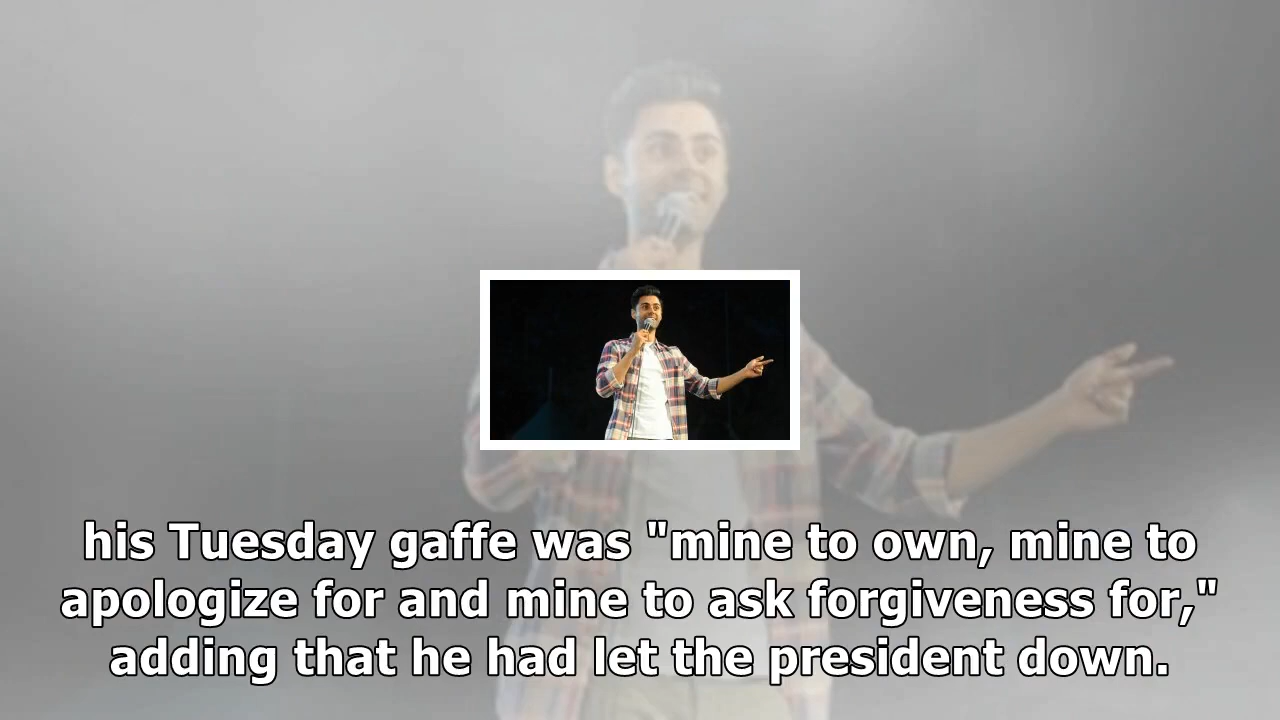 his Tuesday gaffe was "mine to own, mine to
apologize for and mine to ask forgiveness for,"
adding that he had let the president down.